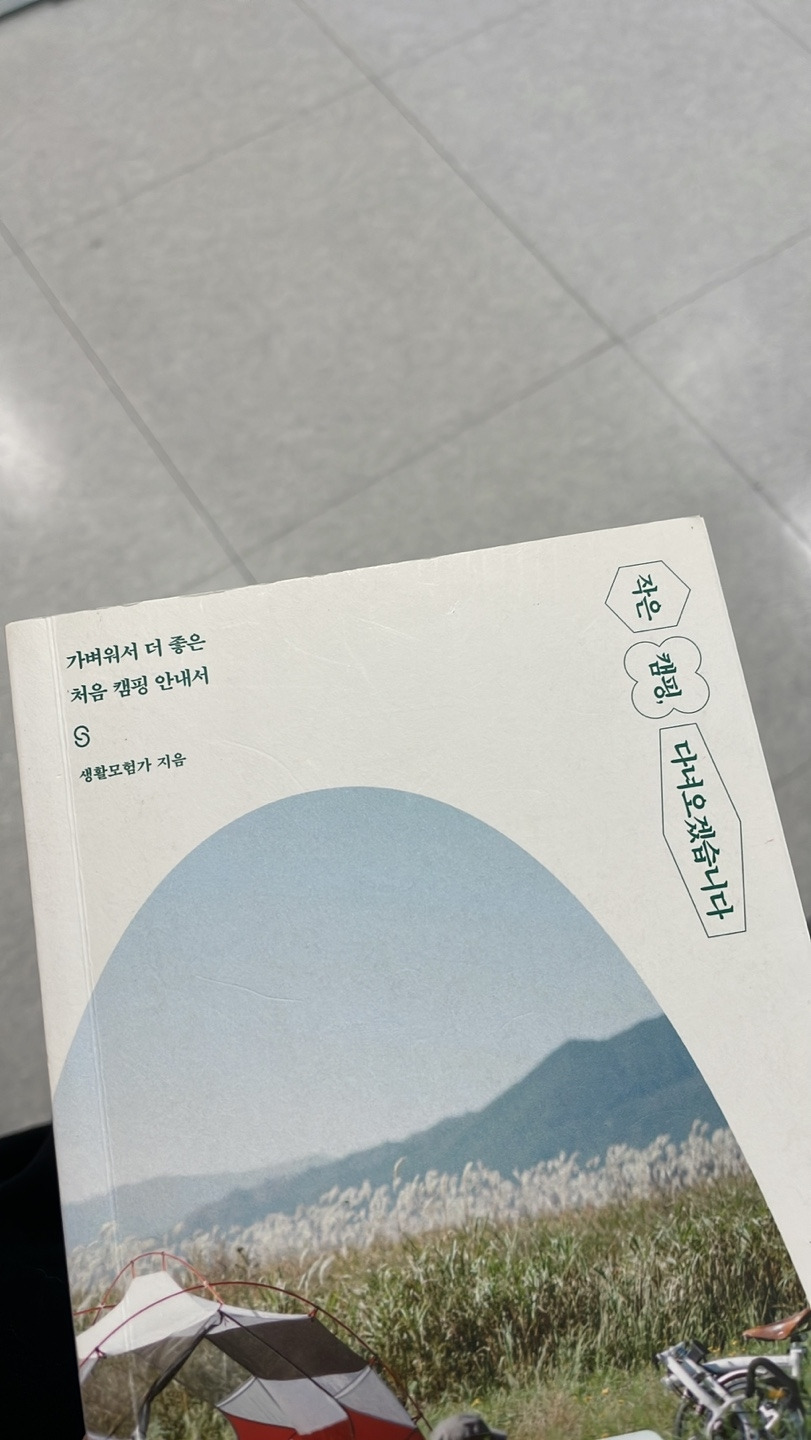 가벼워서 더 좋은
처음 캠핑 안내서
생활모험가 지음
작은
캠핑,
다녀오겠습니다